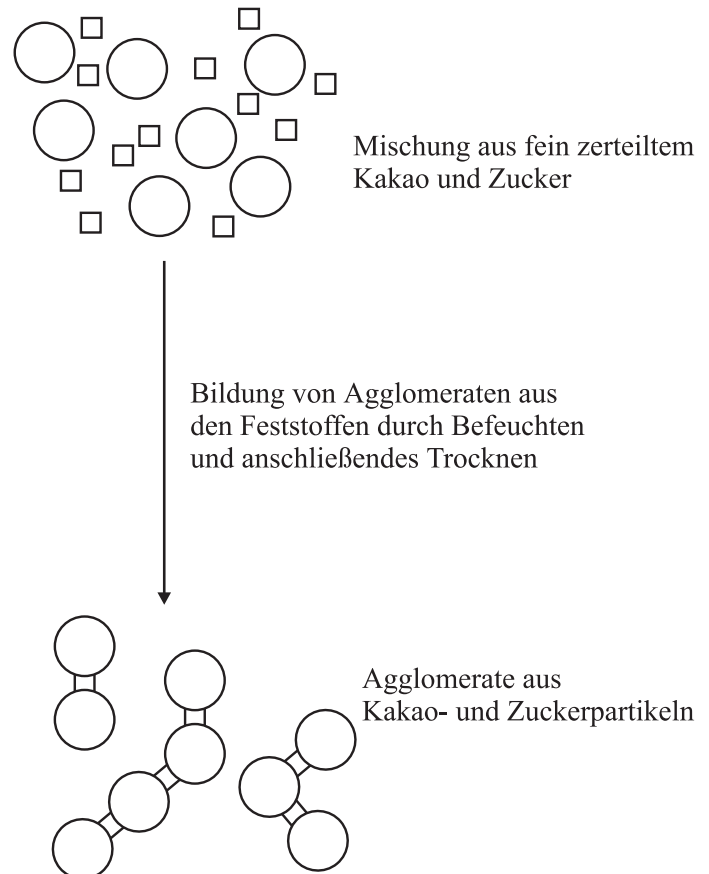 Mischung aus fein zerteiltem
Kakao und Zucker
Bildung von Agglomeraten aus
den Feststoffen durch Befeuchten
und anschließendes Trocknen
Agglomerate aus
Kakao- und Zuckerpartikeln